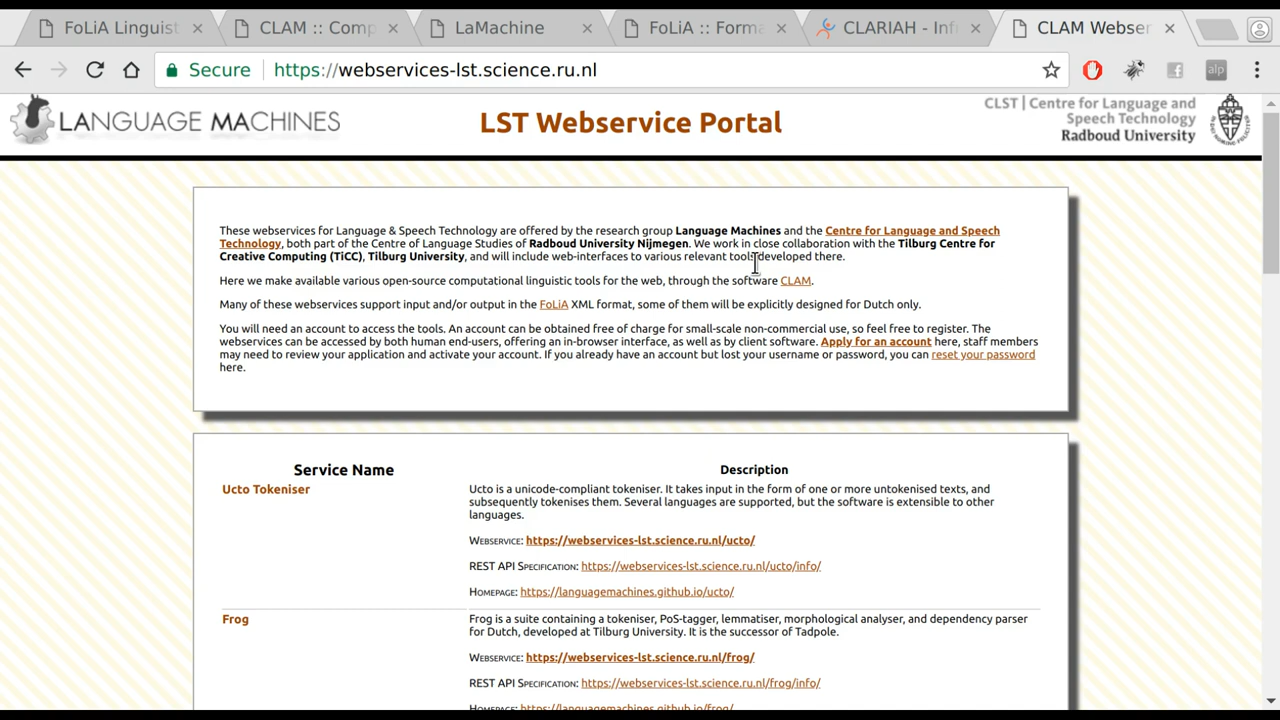 FoLiA Linguist
CLAM :: Comp
LaMachine
FoLiA :: Forma
CLARIAH - Infr
CLAM Webser
Secure https://webservices-lst.science.ru.nl
alp
LANGUAGE MACHINES
LST Webservice Portal
CLST | Centre for Language and
Speech Technology
Radboud University
These webservices for Language & Speech Technology are offered by the research group Language Machines and the Centre for Language and Speech
Technology, both part of the Centre of Language Studies of Radboud University Nijmegen. We work in close collaboration with the Tilburg Centre for
Creative Computing (TiCC), Tilburg University, and will include web-interfaces to various relevant tools developed there.
Here we make available various open-source computational linguistic tools for the web, through the software CLAM.
Many of these webservices support input and/or output in the FoLiA XML format, some of them will be explicitly designed for Dutch only.
You will need an account to access the tools. An account can be obtained free of charge for small-scale non-commercial use, so feel free to register. The
webservices can be accessed by both human end-users, offering an in-browser interface, as well as by client software. Apply for an account here, staff members
may need to review your application and activate your account. If you already have an account but lost your username or password, you can reset your password
here.
Service Name
Description
Ucto Tokeniser
Ucto is a unicode-compliant tokeniser. It takes input in the form of one or more untokenised texts, and
subsequently tokenises them. Several languages are supported, but the software is extensible to other
languages.
Webservice: https://webservices-lst.science.ru.nl/ucto/
REST API Specification: https://webservices-lst.science.ru.nl/ucto/info/
Homepage: https://languagemachines.github.io/ucto/
Frog
Frog is a suite containing a tokeniser, PoS-tagger, lemmatiser, morphological analyser, and dependency parser
for Dutch, developed at Tilburg University. It is the successor of Tadpole.
Webservice: https://webservices-lst.science.ru.nl/frog/
REST API Specification: https://webservices-lst.science.ru.nl/frog/info/
Homepage: https://languagemachines.github.io/frog/